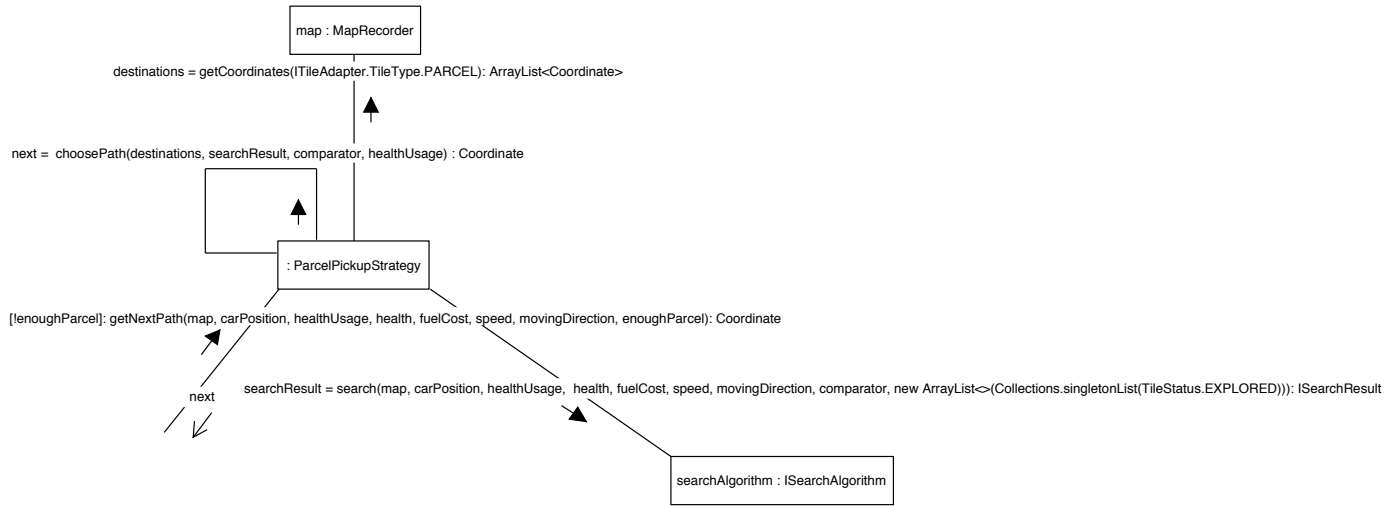 map : MapRecorder
destinations = getCoordinates(ITileAdapter.TileType.PARCEL): ArrayList<Coordinate>
next =  choosePath(destinations, searchResult, comparator, healthUsage) : Coordinate
: ParcelPickupStrategy
[!enoughParcel]: getNextPath(map, carPosition, healthUsage, health, fuelCost, speed, movingDirection, enoughParcel): Coordinate
searchResult = search(map, carPosition, healthUsage,  health, fuelCost, speed, movingDirection, comparator, new ArrayList<>(Collections.singletonList(TileStatus.EXPLORED))): ISearchResult
next
searchAlgorithm : ISearchAlgorithm